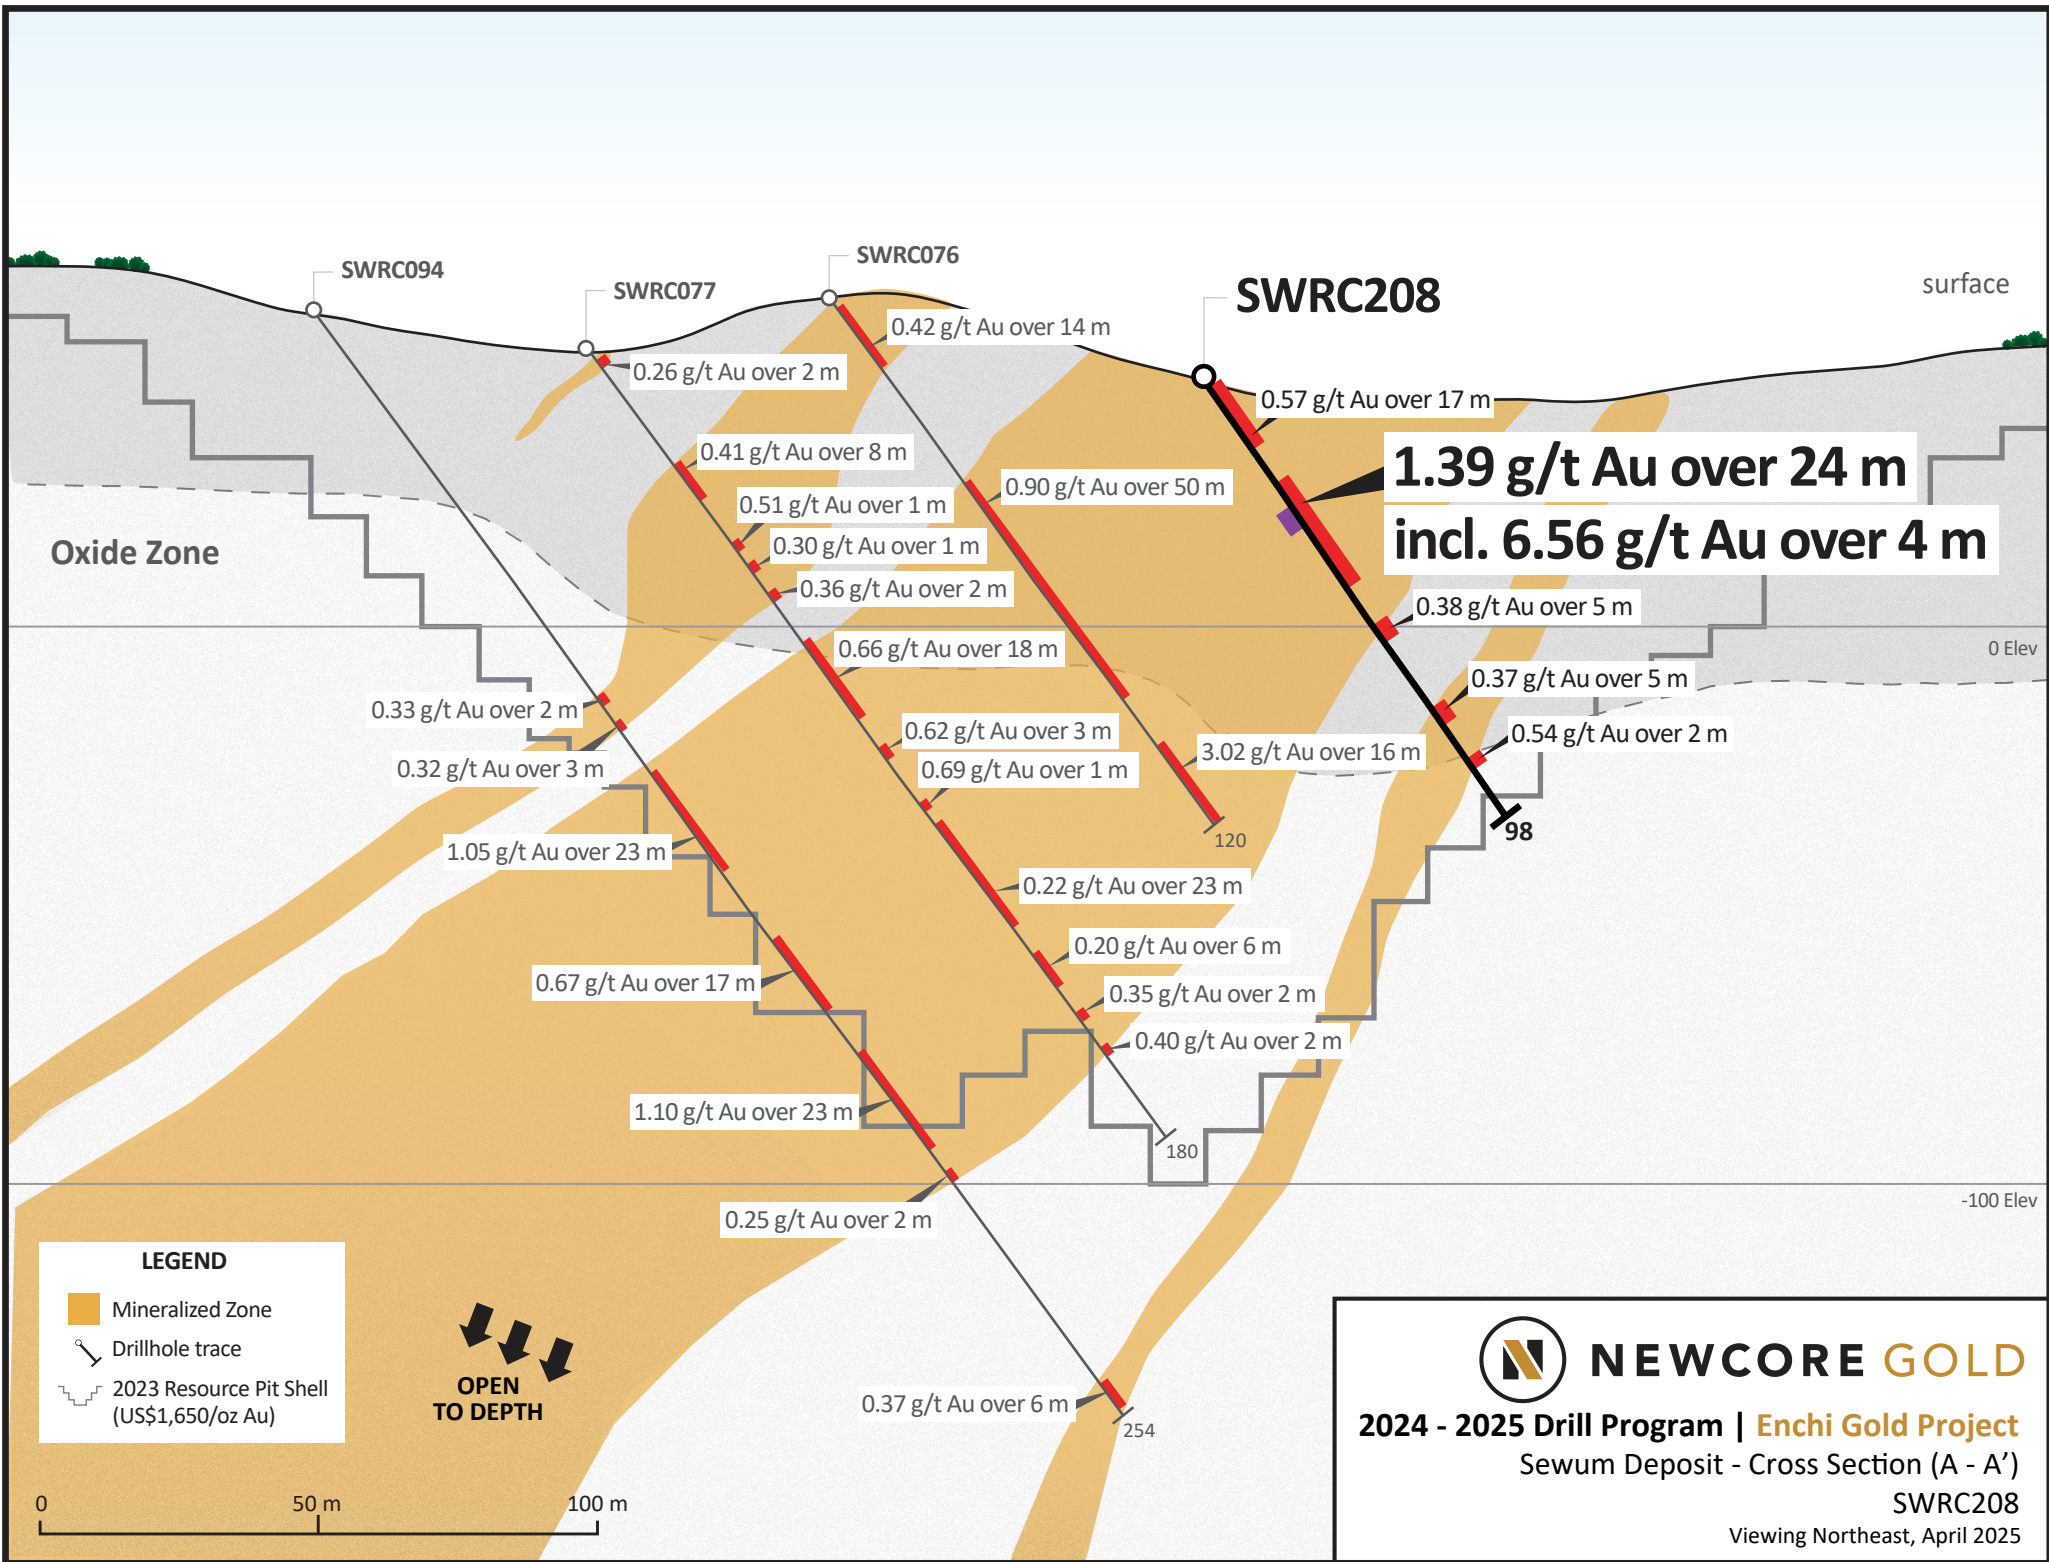 SWRC094
SWRC077
SWRC076
SWRC208
surface
0.42 g/t Au over 14 m
0.26 g/t Au over 2 m
0.57 g/t Au over 17 m
0.41 g/t Au over 8 m
1.39 g/t Au over 24 m
0.90 g/t Au over 50 m
0.51 g/t Au over 1 m
incl. 6.56 g/t Au over 4 m
0.30 g/t Au over 1 m
Oxide Zone
0.36 g/t Au over 2 m
0.38 g/t Au over 5 m
0.66 g/t Au over 18 m
0 Elev
0.37 g/t Au over 5 m
0.33 g/t Au over 2 m
0.62 g/t Au over 3 m
0.54 g/t Au over 2 m
3.02 g/t Au over 16 m
0.32 g/t Au over 3 m
0.69 g/t Au over 1 m
98
120
1.05 g/t Au over 23 m
0.22 g/t Au over 23 m
0.20 g/t Au over 6 m
0.67 g/t Au over 17 m
0.35 g/t Au over 2 m
0.40 g/t Au over 2 m
1.10 g/t Au over 23 m
180
-100 Elev
0.25 g/t Au over 2 m
0.37 g/t Au over 6 m
254
LEGEND
Mineralized Zone
Drillhole trace
2023 Resource Pit Shell
(US$1,650/oz Au)
OPEN
TO DEPTH
0 50 m 100 m
NEWCORE GOLD
2024 - 2025 Drill Program | Enchi Gold Project
Sewum Deposit - Cross Section (A - A’)
SWRC208
Viewing Northeast, April 2025